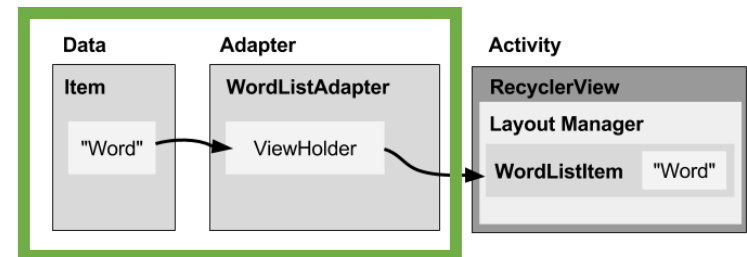 Data
Adapter
Activity
Item
WordListAdapter
RecyclerView
Layout Manager
"Word"
ViewHolder
WordListItem
"Word"